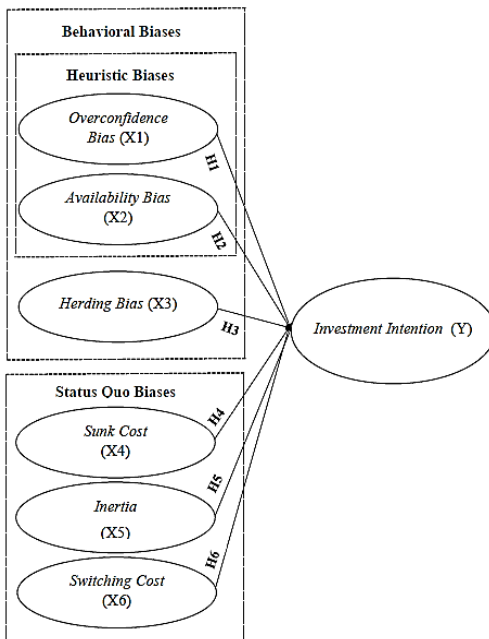 Behavioral Biases
Heuristic Biases
Overconfidence
Bias (X1)
H1
Availability Bias
(X2)
H2
Herding Bias (X3)
H3
Investment Intention (Y)
Status Quo Biases
Sunk Cost
(X4)
H4
Inertia
(X5)
H5
Switching Cost
(X6)
H6